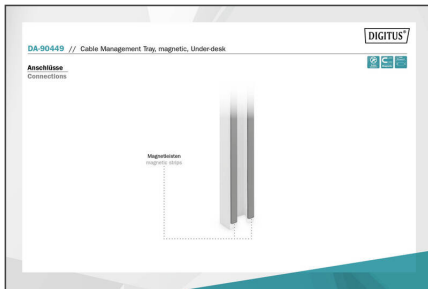 DIGITUS®
DA-90449 // Cable Management Tray, magnetic, Under-desk
Anschlüsse
Connections
Magnetleisten
magnetic strips